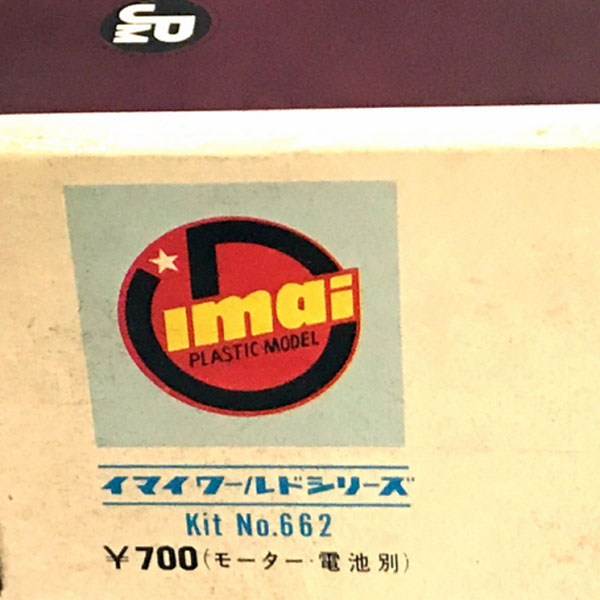 imai
PLASTIC MODEL
イマイワールドシリーズ
Kit No.662
¥700(モーター·電池別)